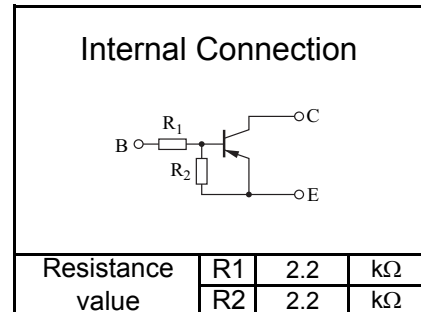 Internal Connection
C
R1
B
R2
E
Resistance value R1 2.2 kΩ
R2 2.2 kΩ